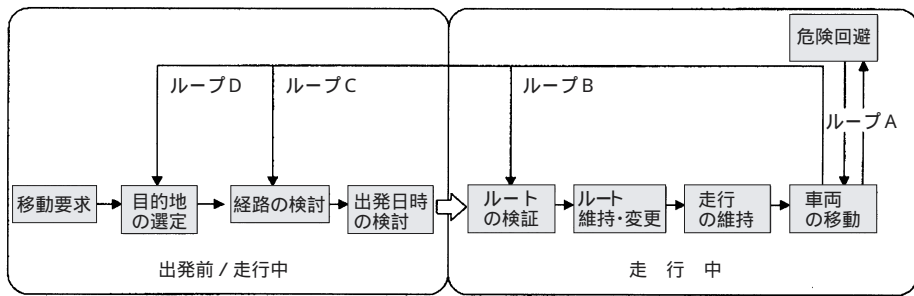 危険回避
ループD
ループC
ループB
ループA
移動要求
目的地
の選定
経路の検討
出発日時
の検討
ルート
の検証
ルート
維持・変更
走行
の維持
車両
の移動
出発前/走行中
走 行 中